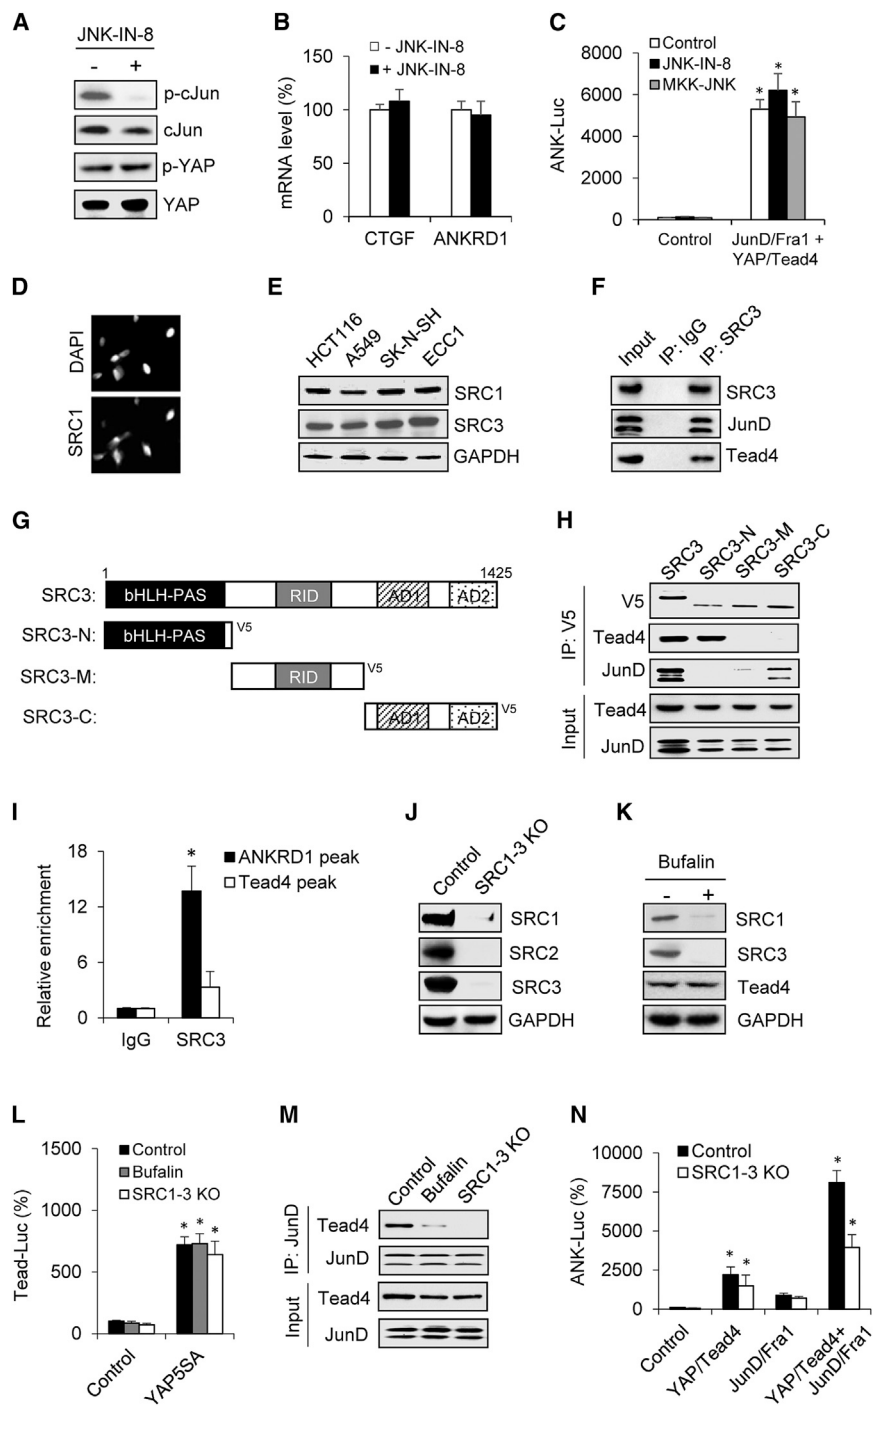 A
JNK-IN-8
- +
p-cJun
cJun
p-YAP
YAP
B
- JNK-IN-8
+ JNK-IN-8
mRNA level (%)
150
100
50
0
CTGF ANKRD1
C
Control
JNK-IN-8
MKK-JNK
ANK-Luc
8000
6000
4000
2000
0
* * *
Control
JunD/Fra1 +
YAP/Tead4
D
DAPI
SRC1
E
HCT116
A549
SK-N-SH
ECC1
SRC1
SRC3
GAPDH
F
Input
IP: IgG
IP: SRC3
SRC3
JunD
Tead4
G
1 1425
SRC3: bHLH-PAS RID AD1 AD2
SRC3-N: bHLH-PAS V5
SRC3-M: RID V5
SRC3-C: AD1 AD2 V5
H
SRC3
SRC3-N
SRC3-M
SRC3-C
IP: V5
V5
Tead4
JunD
Input
Tead4
JunD
I
Relative enrichment
18
12
6
0
*
ANKRD1 peak
Tead4 peak
IgG SRC3
J
Control
SRC1-3 KO
SRC1
SRC2
SRC3
GAPDH
K
Bufalin
- +
SRC1
SRC3
Tead4
GAPDH
L
Tead-Luc (%)
1500
1000
500
0
Control
Bufalin
SRC1-3 KO
* * *
Control
YAP5SA
M
Control
Bufalin
SRC1-3 KO
IP: JunD
Tead4
JunD
Input
Tead4
JunD
N
ANK-Luc (%)
10000
7500
5000
2500
0
Control
SRC1-3 KO
* *
* *
Control
YAP/Tead4
JunD/Fra1
YAP/Tead4+
JunD/Fra1